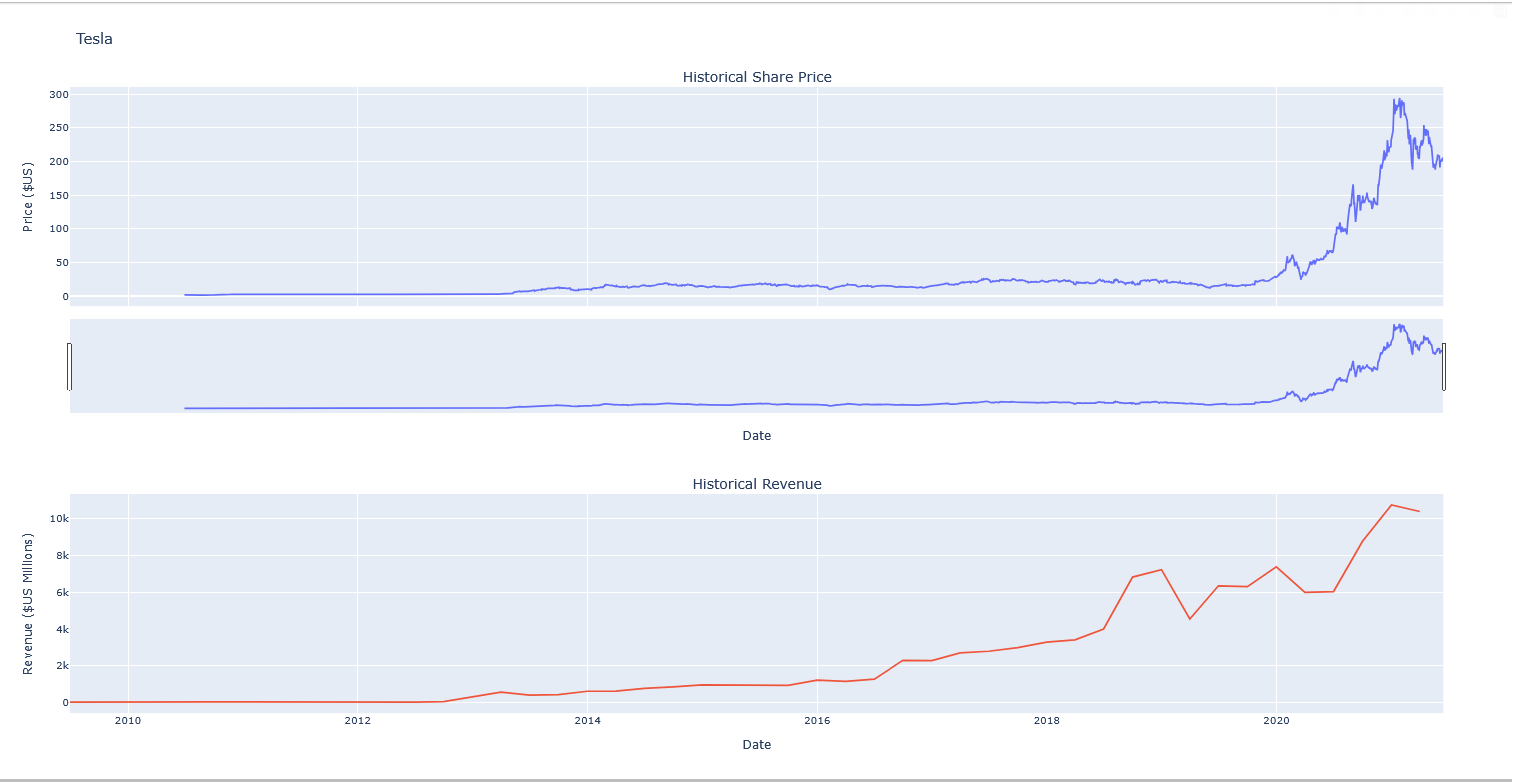 Tesla
Historical Share Price
300
250
200
150
100
50
0
Price ($US)
Date
Historical Revenue
10k
8k
6k
4k
2k
0
Revenue ($US Millions)
2010 2012 2014 2016 2018 2020
Date